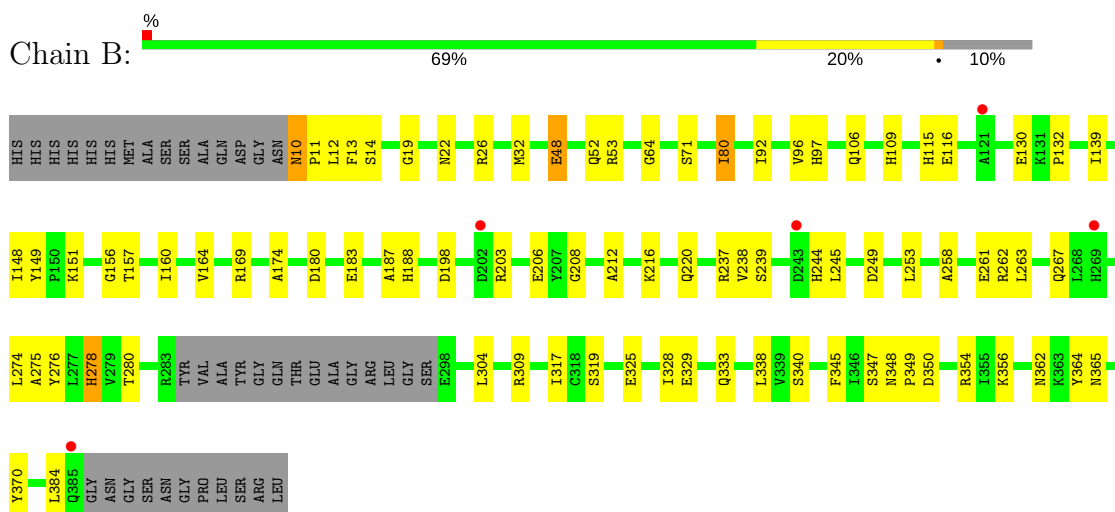 %
Chain B:
69% 20% • 10%
HIS HIS HIS HIS HIS HIS MET ALA SER SER ALA GLN ASP GLY ASN N10 P11 L12 F13 S14 G19 N22 R26 M32 E48 Q52 R53 G64 S71 I80 I92 V96 H97 Q106 H109 H115 E116 A121 E130 K131 P132 I139
I148 Y149 P150 K151 G156 T157 I160 V164 R169 A174 D180 E183 A187 H188 D198 D202 R203 E206 Y207 G208 A212 K216 Q220 R237 V238 S239 D243 H244 L245 D249 L253 A258 E261 R262 L263 Q267 L268 H269
L274 A275 Y276 L277 H278 V279 T280 R283 TYR VAL ALA TYR GLY GLN THR GLU ALA GLY ARG LEU GLY SER E298 L304 R309 I317 C318 S319 E325 I328 E329 Q333 L338 V339 S340 F345 I346 S347 N348 P349 D350 R354 I355 K356 N362 K363 Y364 N365
Y370 L384 Q385 GLY ASN GLY SER ASN GLY PRO LEU SER ARG LEU